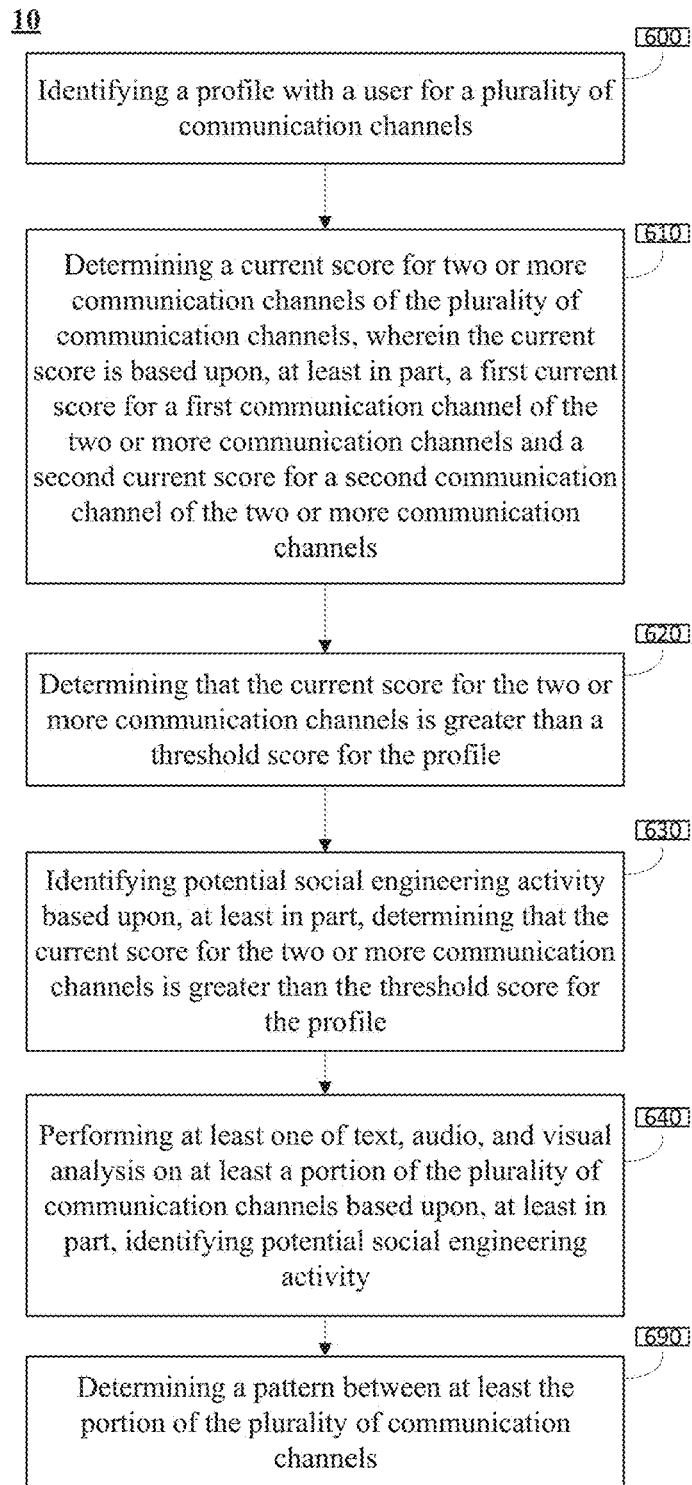 10
600
Identifying a profile with a user for a plurality of
communication channels
610
Determining a current score for two or more
communication channels of the plurality of
communication channels, wherein the current
score is based upon, at least in part, a first current
score for a first communication channel of the
two or more communication channels and a
second current score for a second communication
channel of the two or more communication
channels
620
Determining that the current score for the two or
more communication channels is greater than a
threshold score for the profile
630
Identifying potential social engineering activity
based upon, at least in part, determining that the
current score for the two or more communication
channels is greater than the threshold score for
the profile
640
Performing at least one of text, audio, and visual
analysis on at least a portion of the plurality of
communication channels based upon, at least in
part, identifying potential social engineering
activity
690
Determining a pattern between at least the
portion of the plurality of communication
channels